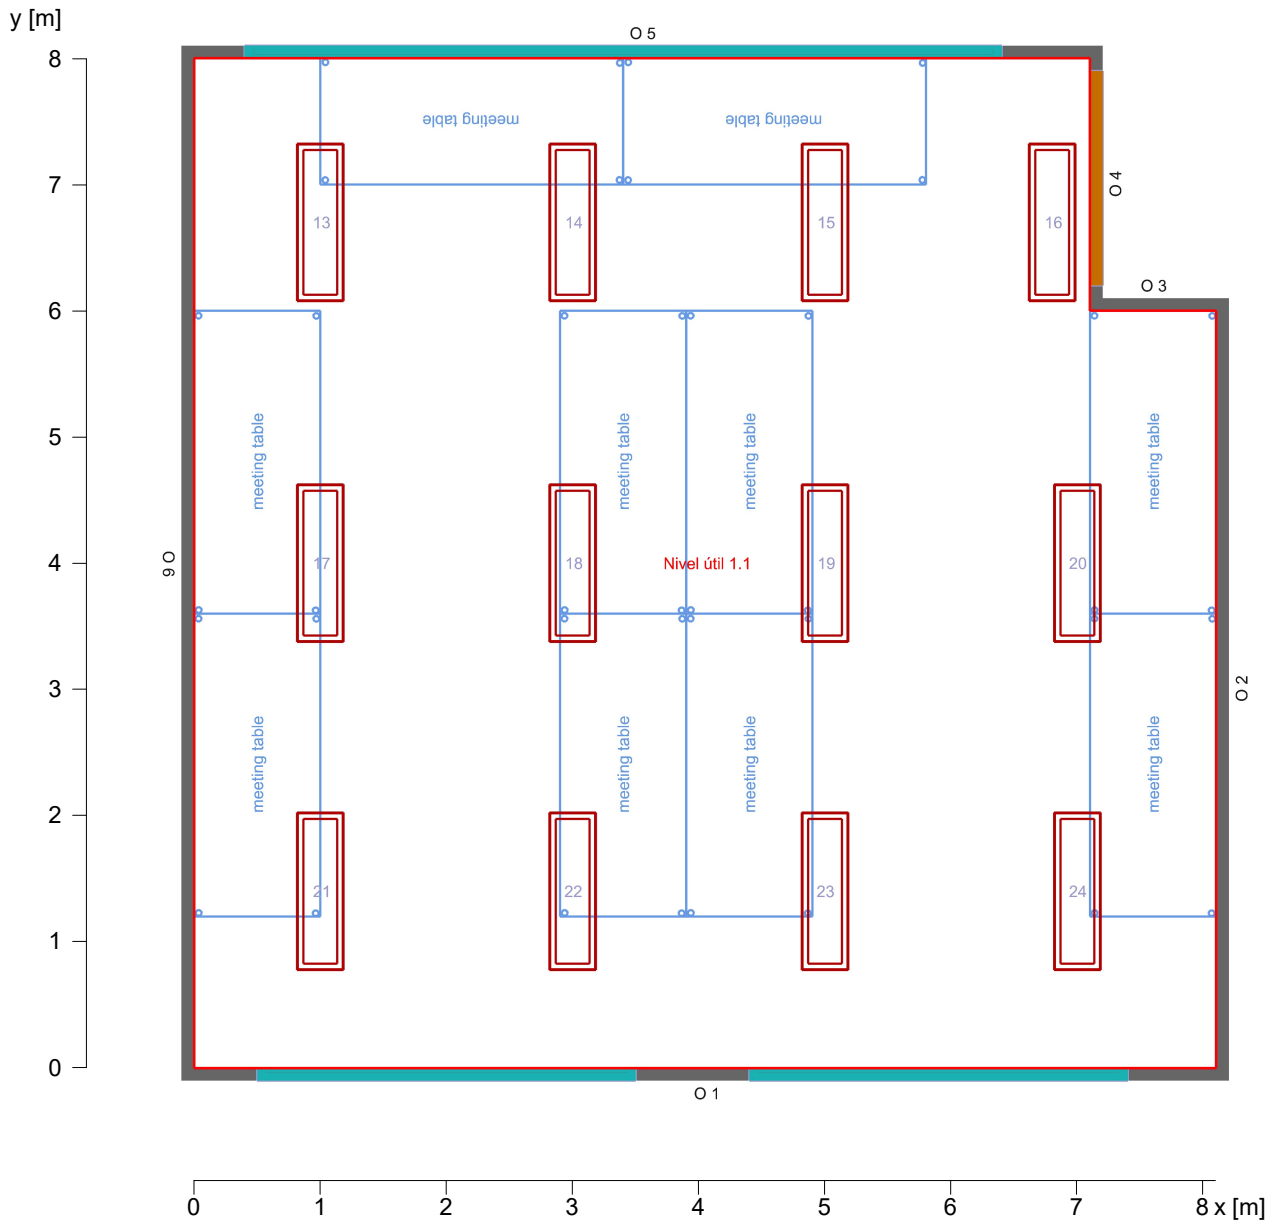 y [m]
O 5
8
meeting table
meeting table
7
13
14
15
16
O 4
6
O 3
5
meeting table
meeting table
meeting table
meeting table
4
O 6
17
18
Nivel útil 1.1
19
20
3
O 2
meeting table
meeting table
meeting table
meeting table
2
21
22
23
24
1
0
O 1
0
1
2
3
4
5
6
7
8
x [m]